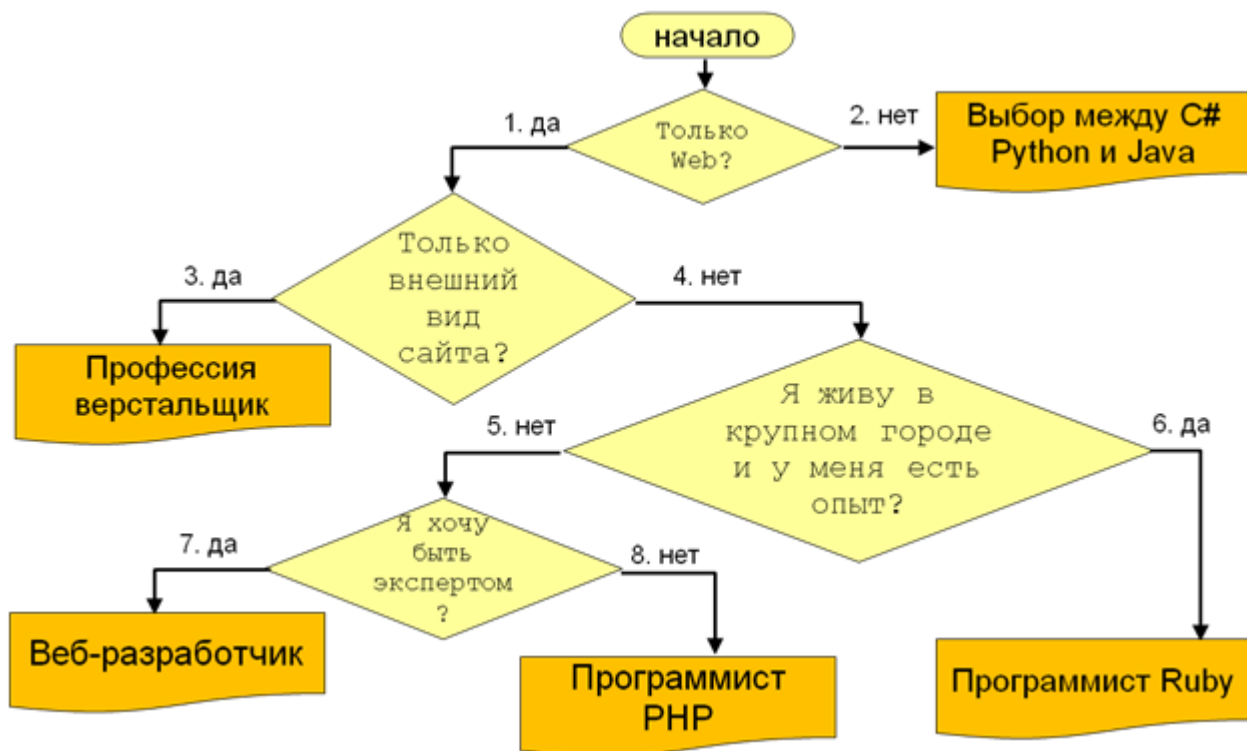 начало
1. да
Только
Web?
2. нет
Выбор между C#
Python и Java
3. да
Только
внешний
вид
сайта?
4. нет
Профессия
верстальщик
5. нет
Я живу в
крупном городе
и у меня есть
опыт?
6. да
7. да
Я хочу
быть
экспертом
?
8. нет
Веб-разработчик
Программист
PHP
Программист Ruby